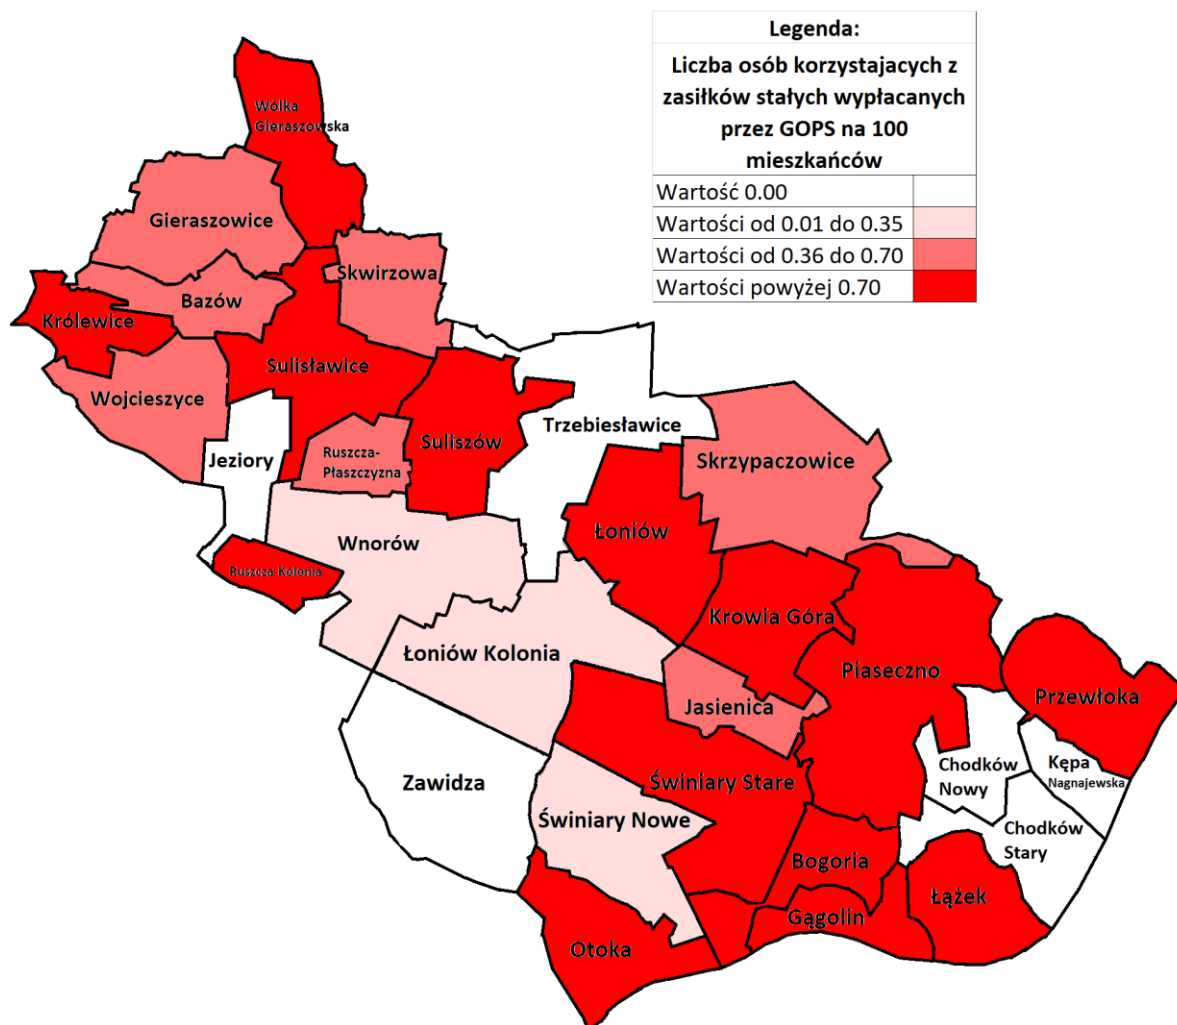 Legenda:
Liczba osób korzystajacych z
zasiłków stałych wypłacanych
przez GOPS na 100
mieszkańców
Wartość 0.00
Wartości od 0.01 do 0.35
Wartości od 0.36 do 0.70
Wartości powyżej 0.70
Wólka
Gieraszowska
Gieraszowice
Skwirzowa
Bazów
Królewice
Sulisławice
Wojcieszyce
Trzebiesławice
Suliszów
Jeziory
Ruszcza-
Płaszczyzna
Skrzypaczowice
Łoniów
Wnorów
Ruszcza-Kolonia
Krowia Góra
Łoniów Kolonia
Piaseczno
Przewłoka
Jasienica
Zawidza
Świniary Stare
Chodków
Nowy
Kępa
Nagnajewska
Świniary Nowe
Chodków
Stary
Bogoria
Łążek
Gągolin
Otoka